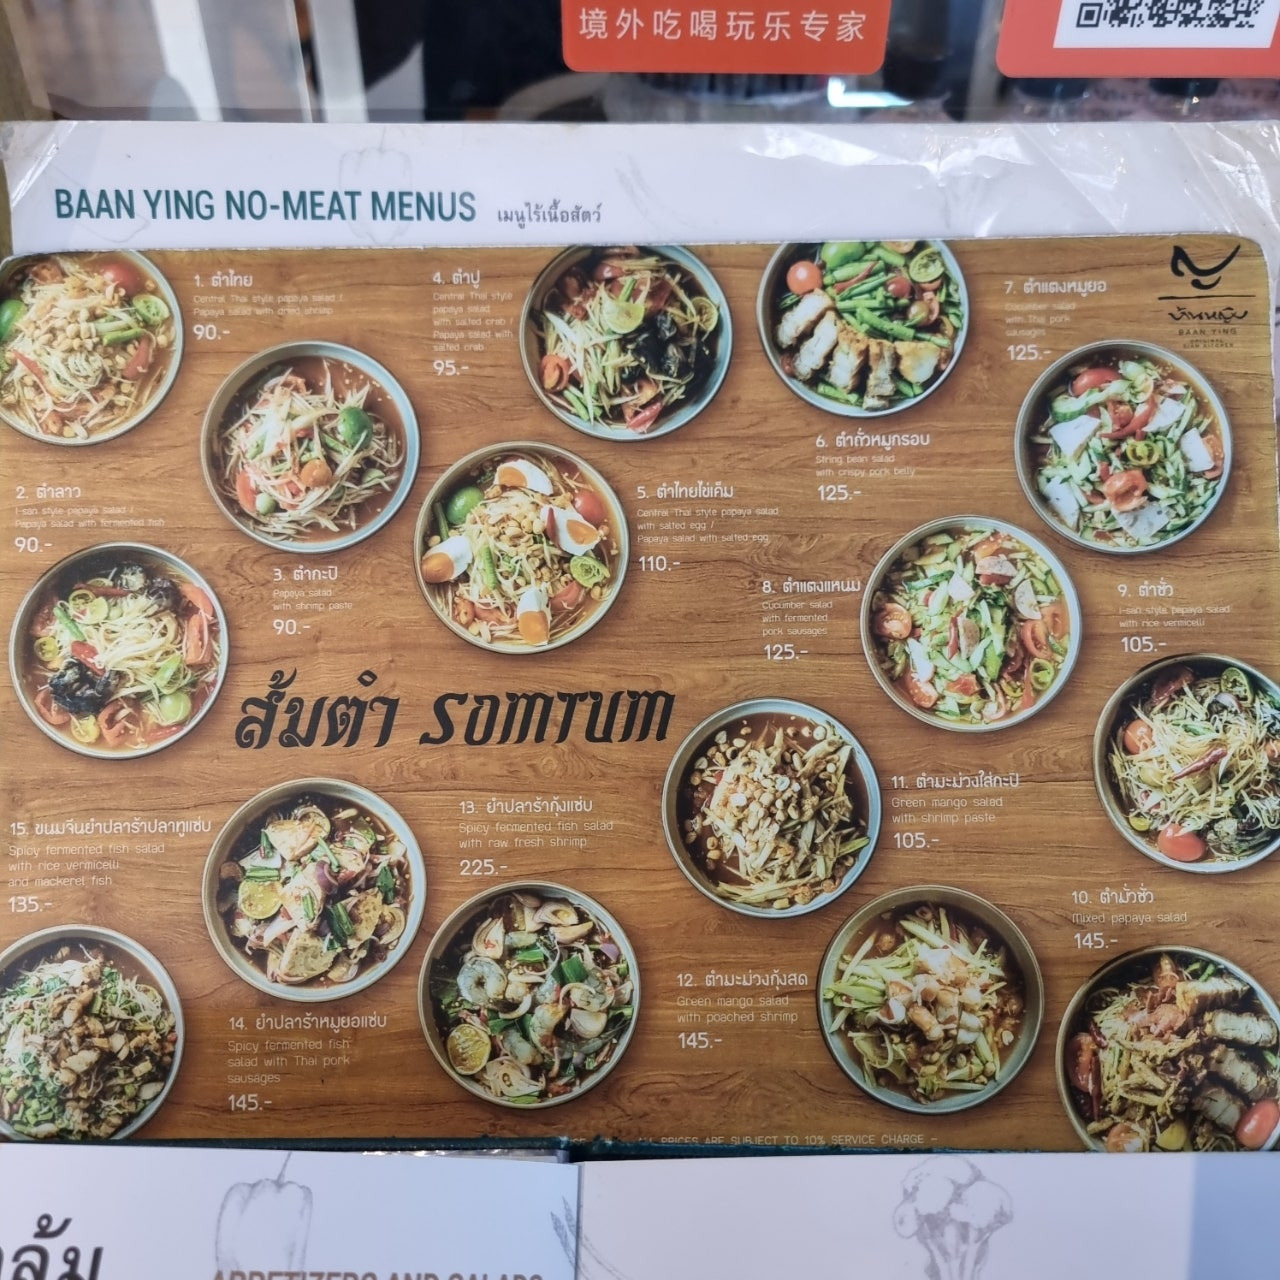 境外吃喝玩乐专家
BAAN YING NO-MEAT MENUS เมนูไร้เนื้อสัตว์
บ้านหญิง
BAAN YING
1. ตำไทย
Central Thai style papaya salad /
Papaya salad with dried shrimp
90.-
2. ตำลาว
I-san style papaya salad /
Papaya salad with fermented fish
90.-
3. ตำกะปิ
Papaya salad
with shrimp paste
90.-
4. ตำปู
Central Thai style
papaya salad
with salted crab /
Papaya salad with
salted crab
95.-
5. ตำไทยไข่เค็ม
Central Thai style papaya salad
with salted egg /
Papaya salad with salted egg
110.-
6. ตำถั่วหมูกรอบ
String bean salad
with crispy pork belly
125.-
7. ตำแตงหมูยอ
Cucumber salad
with Thai pork
sausages
125.-
8. ตำแตงแหนม
Cucumber salad
with fermented
pork sausages
125.-
9. ตำซั่ว
I-san style papaya salad
with rice vermicelli
105.-
ส้มตำ SOMTUM
10. ตำมั่วซั่ว
Mixed papaya salad
145.-
11. ตำมะม่วงใส่กะปิ
Green mango salad
with shrimp paste
105.-
12. ตำมะม่วงกุ้งสด
Green mango salad
with poached shrimp
145.-
13. ยำปลาร้ากุ้งแซ่บ
Spicy fermented fish salad
with raw fresh shrimp
225.-
14. ยำปลาร้าหมูยอแซ่บ
Spicy fermented fish
salad with Thai pork
sausages
145.-
15. ขนมจีนยำปลาร้าปลาทูแซ่บ
Spicy fermented fish salad
with rice vermicelli
and mackerel fish
135.-
ALL PRICES ARE SUBJECT TO 10% SERVICE CHARGE -
APPETIZERS AND SALADS